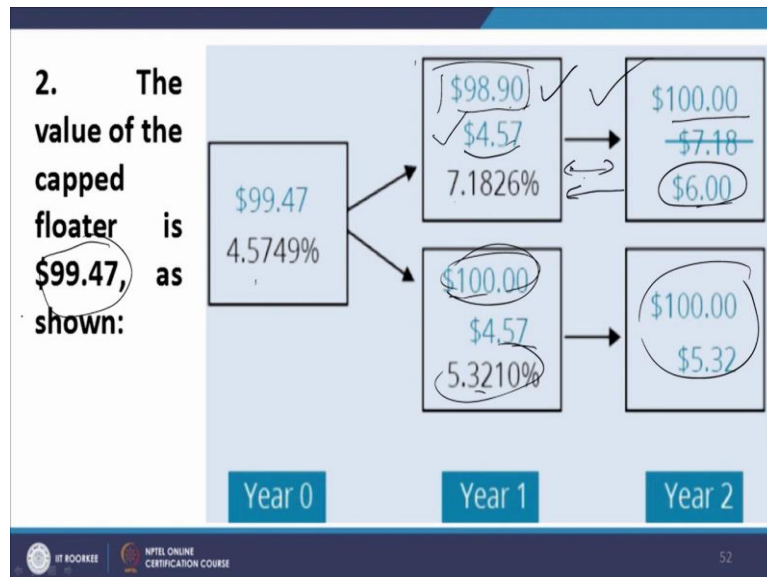 2. The
value of the
capped
floater is
$99.47, as
shown:
$99.47
4.5749%
$98.90
$4.57
7.1826%
$100.00
$7.18
$6.00
$100.00
$4.57
5.3210%
$100.00
$5.32
Year 0
Year 1
Year 2
IIT ROORKEE
NPTEL ONLINE
CERTIFICATION COURSE
52